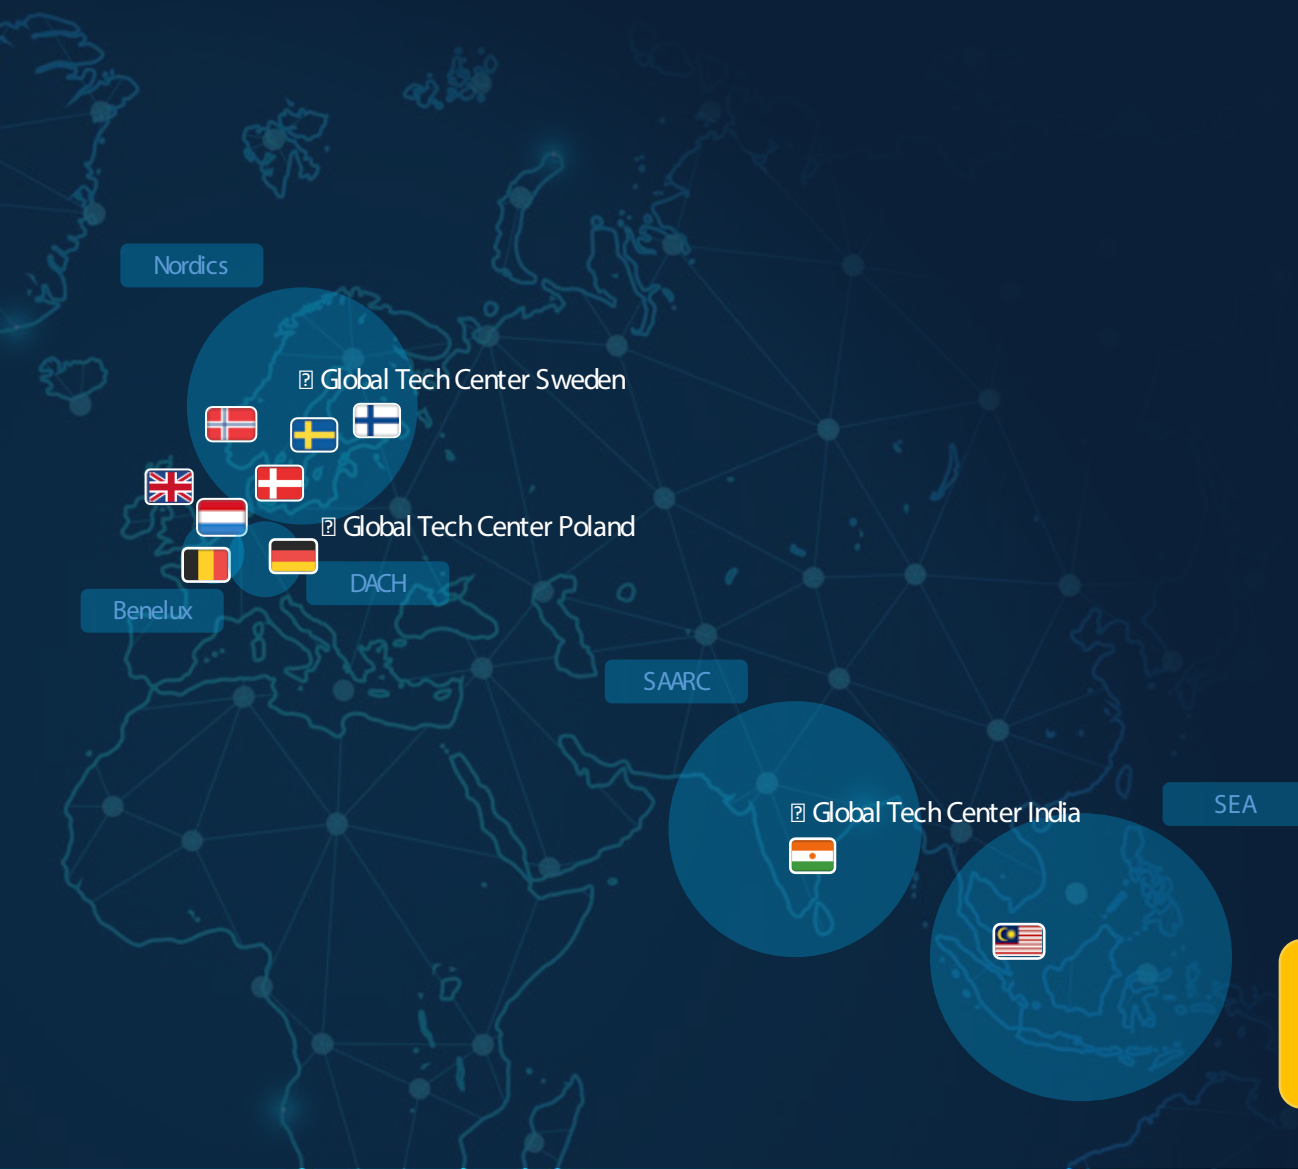 Nordics
Global Tech Center Sweden
Global Tech Center Poland
DACH
Benelux
SAARC
SEA
Global Tech Center India